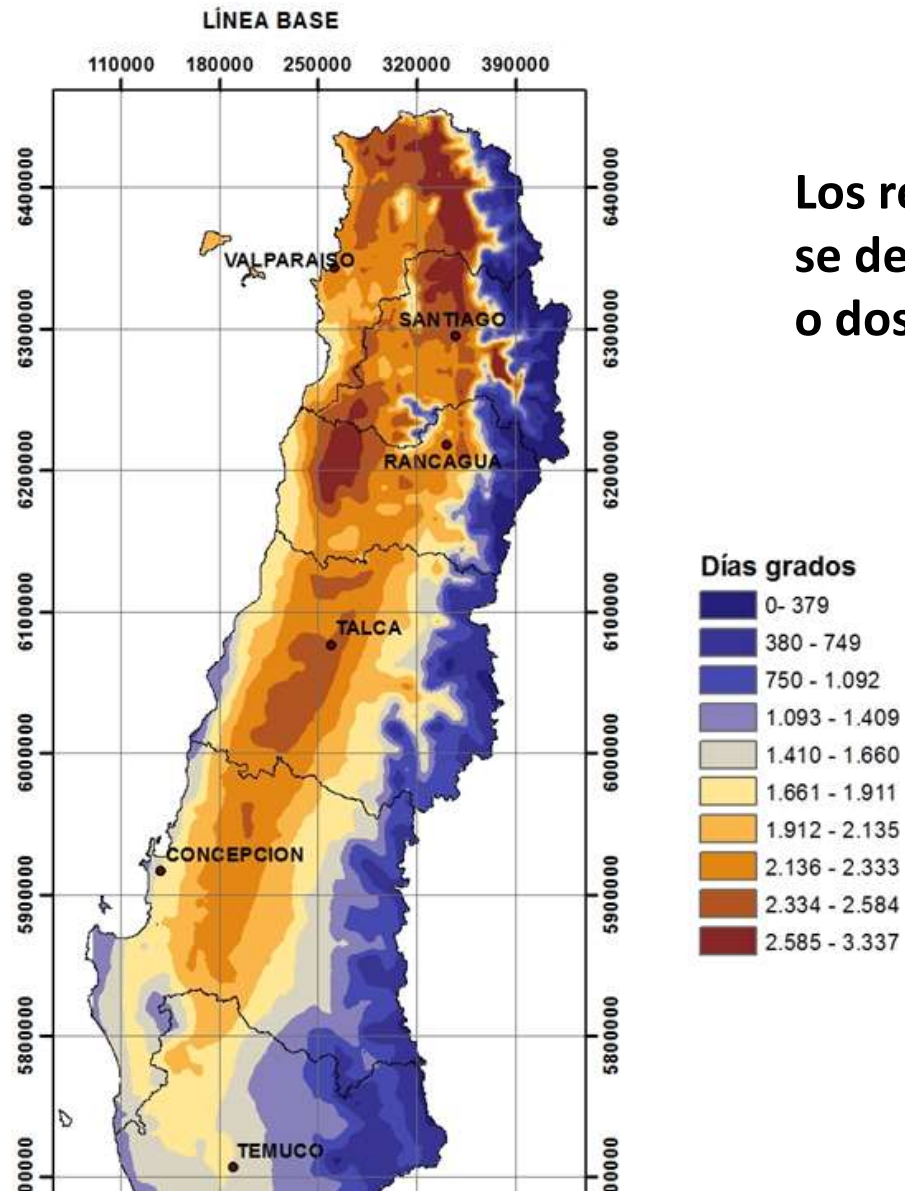 LÍNEA BASE
110000 180000 250000 320000 390000
6400000 6400000
Los re
se de
o dos
VALPARAISO
6300000 6300000
SANTIAGO
RANCAGUA
6200000 6200000
Días grados
0- 379
380 - 749
750 - 1.092
1.093 - 1.409
1.410 - 1.660
1.661 - 1.911
1.912 - 2.135
2.136 - 2.333
2.334 - 2.584
2.585 - 3.337
6100000 6100000
TALCA
6000000 6000000
CONCEPCION
5900000 5900000
5800000 5800000
TEMUCO
00000 00000